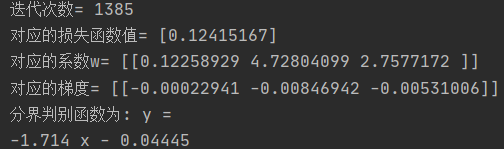 迭代次数= 1385
对应的损失函数值= [0.12415167]
对应的系数w= [[0.12258929 4.72804099 2.7577172 ]]
对应的梯度= [[-0.00022941 -0.00846942 -0.00531006]]
分界判别函数为: y =
-1.714 x - 0.04445